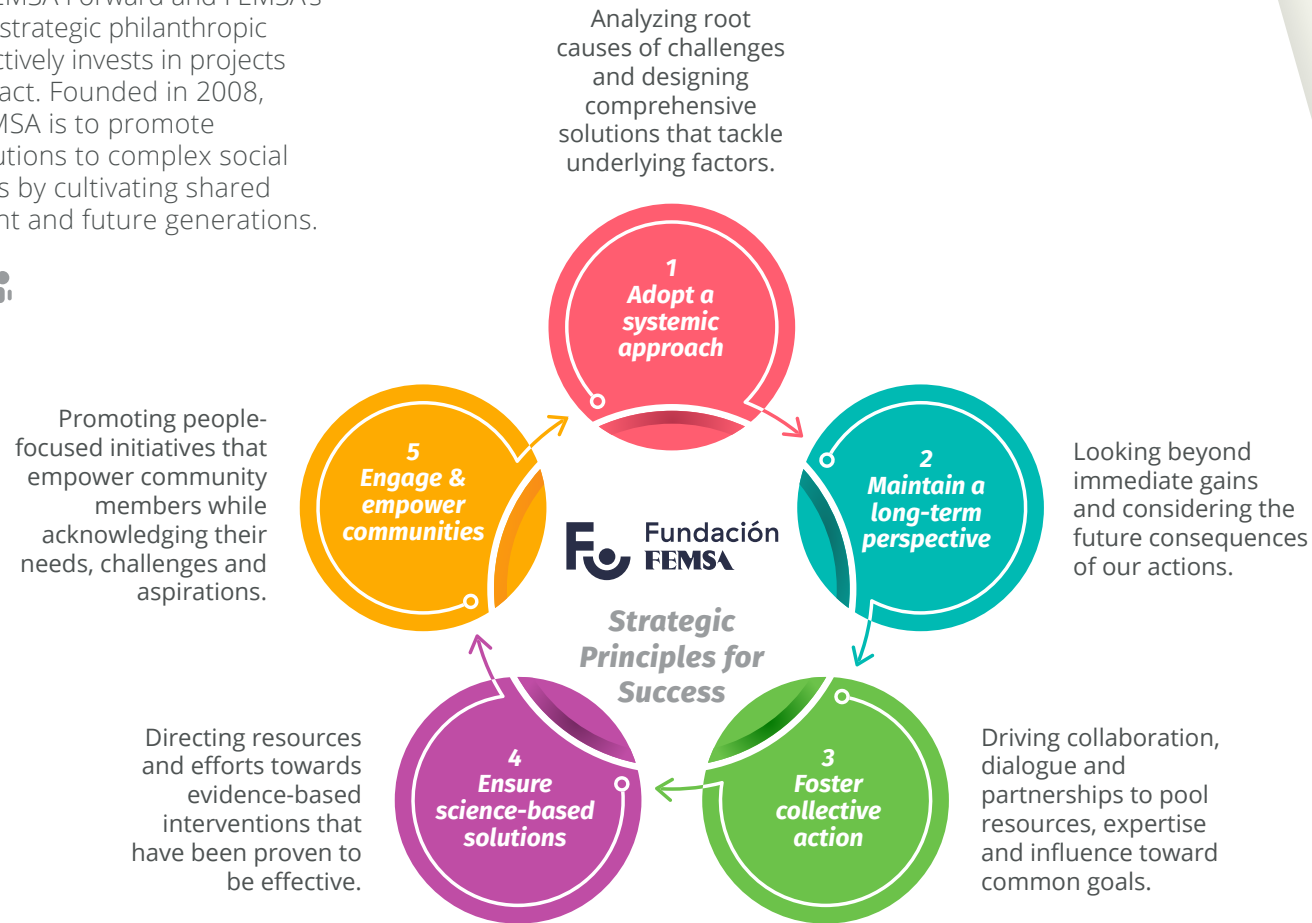 FEMSA Forward and FEMSA's
strategic philanthropic
invests in projects
Founded in 2008,
is to promote
to complex social
by cultivating shared
and future generations.
Analyzing root
causes of challenges
and designing
comprehensive
solutions that tackle
underlying factors.
1
Adopt a
systemic
approach
2
Maintain a
long-term
perspective
Looking beyond
immediate gains
and considering the
future consequences
of our actions.
3
Foster
collective
action
Driving collaboration,
dialogue and
partnerships to pool
resources, expertise
and influence toward
common goals.
4
Ensure
science-based
solutions
Directing resources
and efforts towards
evidence-based
interventions that
have been proven to
be effective.
5
Engage &
empower
communities
Promoting people-
focused initiatives that
empower community
members while
acknowledging their
needs, challenges and
aspirations.
Fundación
FEMSA
Strategic
Principles for
Success